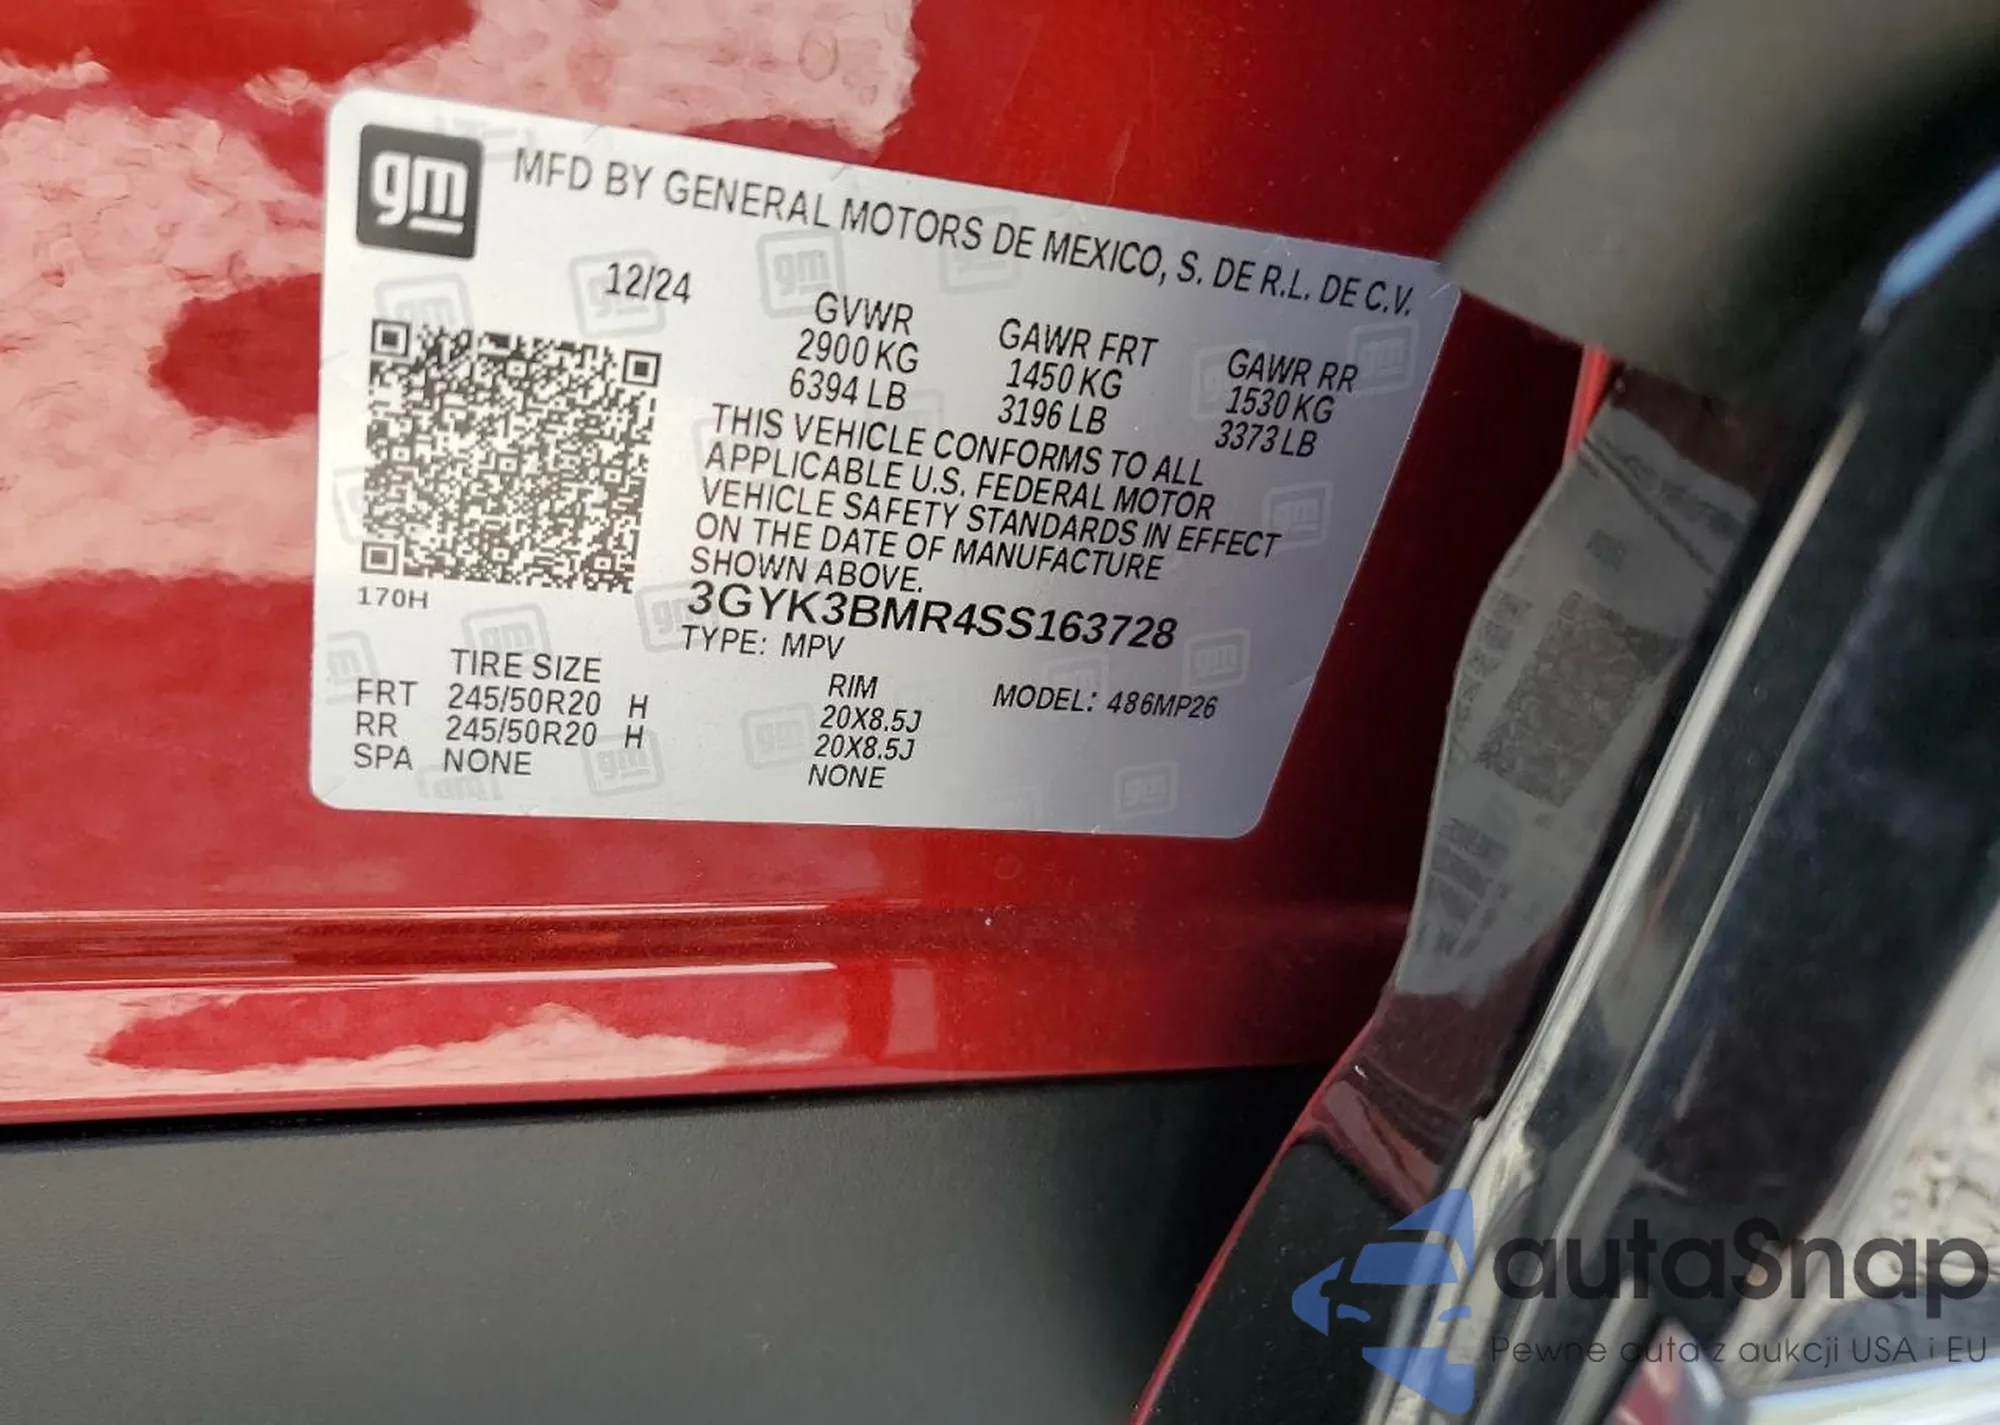 gm MFD BY GENERAL MOTORS DE MEXICO, S. DE R.L. DE C.V.
12/24
GVWR GAWR FRT GAWR RR
2900 KG 1450 KG 1530 KG
6394 LB 3196 LB 3373 LB
THIS VEHICLE CONFORMS TO ALL
APPLICABLE U.S. FEDERAL MOTOR
VEHICLE SAFETY STANDARDS IN EFFECT
ON THE DATE OF MANUFACTURE
SHOWN ABOVE.
170H
3GYK3BMR4SS163728
TYPE: MPV
TIRE SIZE RIM MODEL: 486MP26
FRT 245/50R20 H 20X8.5J
RR 245/50R20 H 20X8.5J
SPA NONE NONE
autaSnap
Pewne auta z aukcji USA i EU